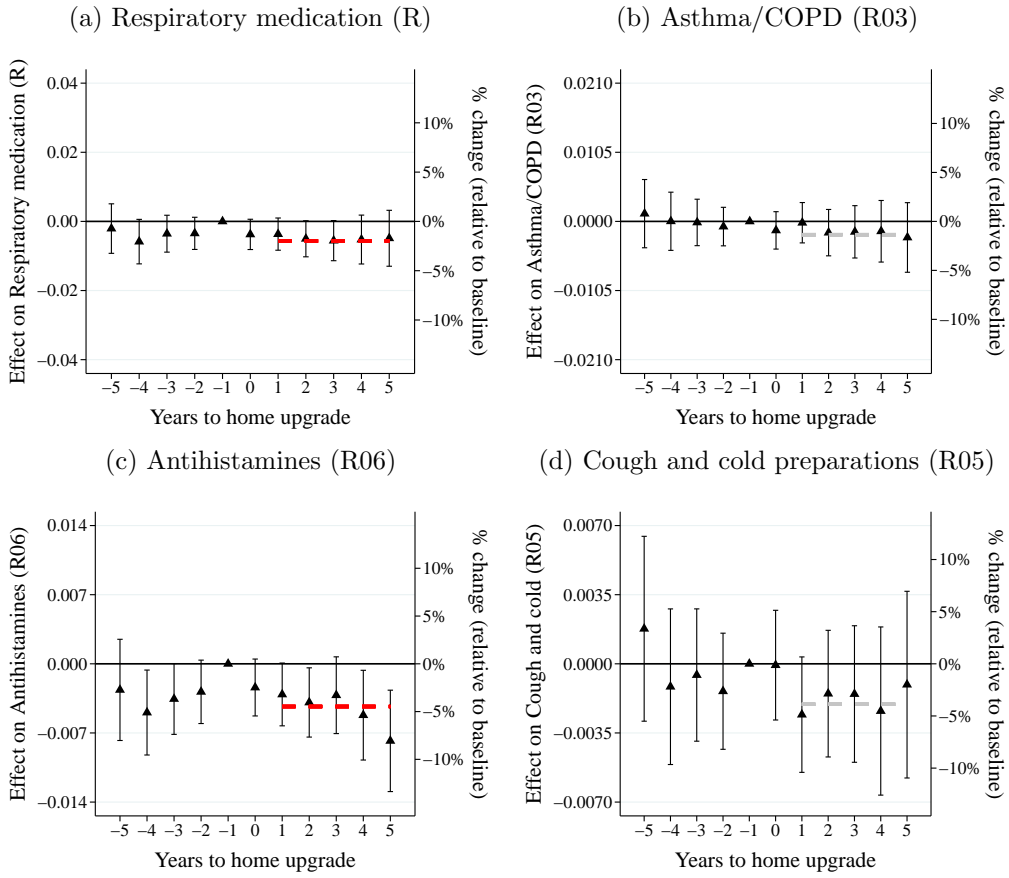 (a) Respiratory medication (R)
Effect on Respiratory medication (R)
0.04
0.02
0.00
−0.02
−0.04
10%
5%
0%
−5%
−10%
% change (relative to baseline)
−5 −4 −3 −2 −1 0 1 2 3 4 5
Years to home upgrade
(b) Asthma/COPD (R03)
Effect on Asthma/COPD (R03)
0.0210
0.0105
0.0000
−0.0105
−0.0210
10%
5%
0%
−5%
−10%
% change (relative to baseline)
−5 −4 −3 −2 −1 0 1 2 3 4 5
Years to home upgrade
(c) Antihistamines (R06)
Effect on Antihistamines (R06)
0.014
0.007
0.000
−0.007
−0.014
10%
5%
0%
−5%
−10%
% change (relative to baseline)
−5 −4 −3 −2 −1 0 1 2 3 4 5
Years to home upgrade
(d) Cough and cold preparations (R05)
Effect on Cough and cold (R05)
0.0070
0.0035
0.0000
−0.0035
−0.0070
10%
5%
0%
−5%
−10%
% change (relative to baseline)
−5 −4 −3 −2 −1 0 1 2 3 4 5
Years to home upgrade